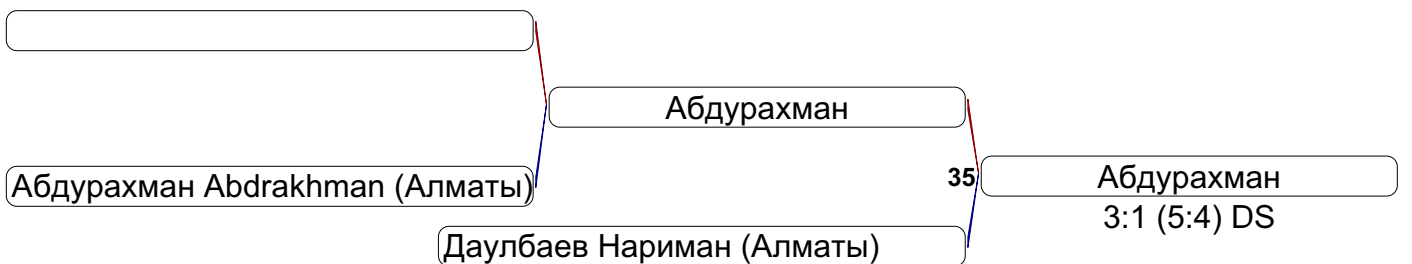 Абдурахман
Абдурахман Abdrakhman (Алматы)
35
Абдурахман
3:1 (5:4) DS
Даулбаев Нариман (Алматы)